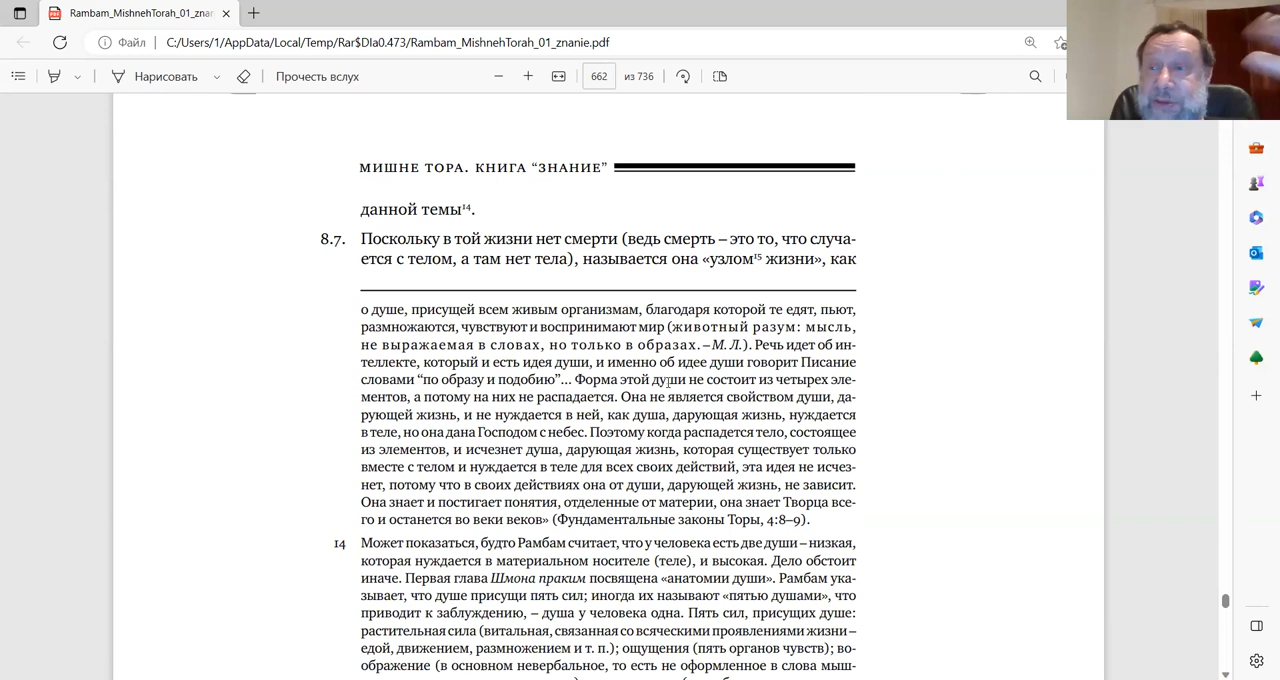 Rambam_MishnehTorah_01_znan
Файл
C:/Users/1/AppData/Local/Temp/Rar$DIa0.473/Rambam_MishnehTorah_01_znanie.pdf
Нарисовать
Прочесть вслух
662
из 736
МИШНЕ ТОРА. КНИГА “ЗНАНИЕ”
данной темы¹⁴.
8.7. Поскольку в той жизни нет смерти (ведь смерть – это то, что случа-
ется с телом, а там нет тела), называется она «узлом¹⁵ жизни», как
о душе, присущей всем живым организмам, благодаря которой те едят, пьют,
размножаются, чувствуют и воспринимают мир (животный разум: мысль,
не выражаемая в словах, но только в образах. – М. Л.). Речь идет об ин-
теллекте, который и есть идея души, и именно об идее души говорит Писание
словами “по образу и подобию”... Форма этой души не состоит из четырех эле-
ментов, а потому на них не распадается. Она не является свойством души, да-
рующей жизнь, и не нуждается в ней, как душа, дарующая жизнь, нуждается
в теле, но она дана Господом с небес. Поэтому когда распадется тело, состоящее
из элементов, и исчезнет душа, дарующая жизнь, которая существует только
вместе с телом и нуждается в теле для всех своих действий, эта идея не исчез-
нет, потому что в своих действиях она от души, дарующей жизнь, не зависит.
Она знает и постигает понятия, отделенные от материи, она знает Творца все-
го и останется во веки веков» (Фундаментальные законы Торы, 4:8–9).
14 Может показаться, будто Рамбам считает, что у человека есть две души – низкая,
которая нуждается в материальном носителе (теле), и высокая. Дело обстоит
иначе. Первая глава Шмона праким посвящена «анатомии души». Рамбам ука-
зывает, что душе присущи пять сил; иногда их называют «пятью душами», что
приводит к заблуждению, – душа у человека одна. Пять сил, присущих душе:
растительная сила (витальная, связанная со всяческими проявлениями жизни –
едой, движением, размножением и т. п.); ощущения (пять органов чувств); во-
ображение (в основном невербальное, то есть не оформленное в слова мыш-